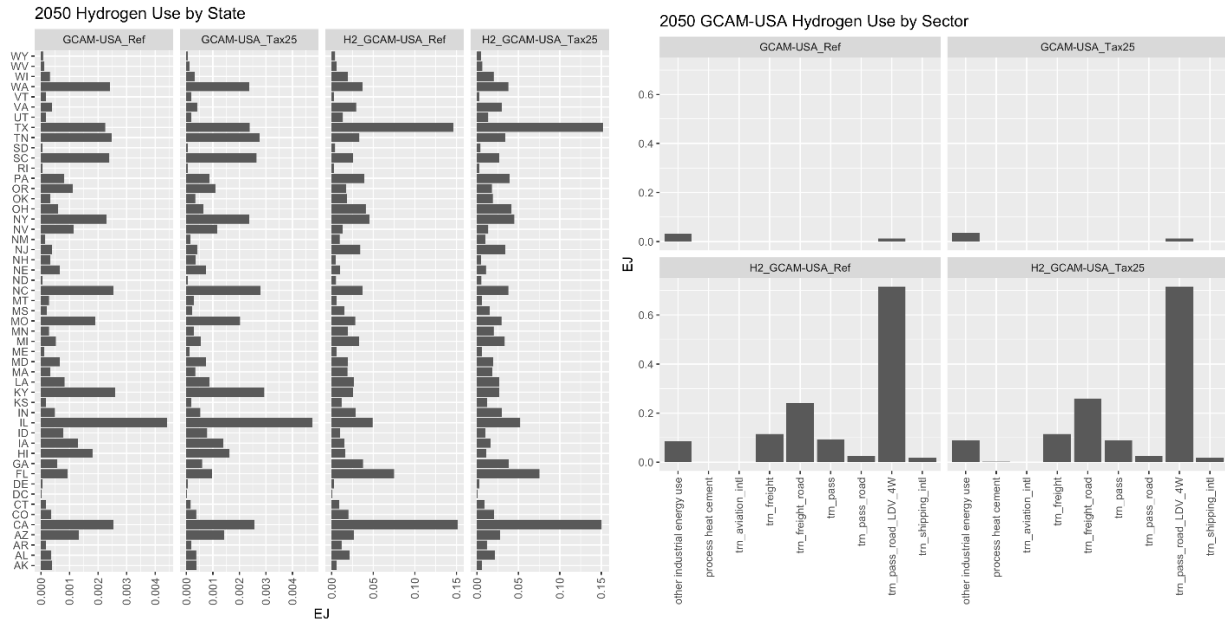 2050 Hydrogen Use by State
GCAM-USA_Ref
GCAM-USA_Tax25
H2_GCAM-USA_Ref
H2_GCAM-USA_Tax25
WY
WV
WI
WA
VT
VA
UT
TX
TN
SD
SC
RI
PA
OR
OK
OH
NY
NV
NM
NJ
NH
NE
ND
NC
MT
MS
MO
MN
MI
ME
MD
MA
LA
KY
KS
IN
IL
ID
IA
HI
GA
FL
DE
DC
CT
CO
CA
AZ
AR
AL
AK
0.000
0.001
0.002
0.003
0.004
0.000
0.001
0.002
0.003
0.004
0.00
0.05
0.10
0.15
0.00
0.05
0.10
0.15
EJ
2050 GCAM-USA Hydrogen Use by Sector
GCAM-USA_Ref
GCAM-USA_Tax25
0.6
0.4
0.2
0.0
EJ
H2_GCAM-USA_Ref
H2_GCAM-USA_Tax25
0.6
0.4
0.2
0.0
other industrial energy use
process heat cement
trn_aviation_intl
trn_freight
trn_freight_road
trn_pass
trn_pass_road
trn_pass_road_LDV_4W
trn_shipping_intl
other industrial energy use
process heat cement
trn_aviation_intl
trn_freight
trn_freight_road
trn_pass
trn_pass_road
trn_pass_road_LDV_4W
trn_shipping_intl